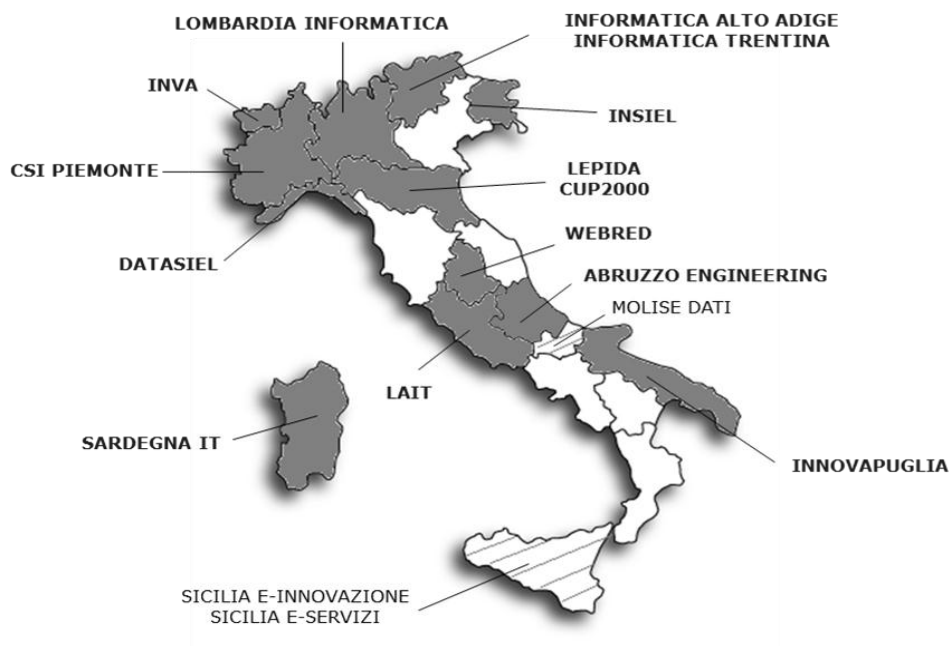 LOMBARDIA INFORMATICA
INFORMATICA ALTO ADIGE
INFORMATICA TRENTINA
INVA
INSIEL
CSI PIEMONTE
LEPIDA
CUP2000
WEBRED
DATASIEL
ABRUZZO ENGINEERING
MOLISE DATI
LAIT
SARDEGNA IT
INNOVAPUGLIA
SICILIA E-INNOVAZIONE
SICILIA E-SERVIZI